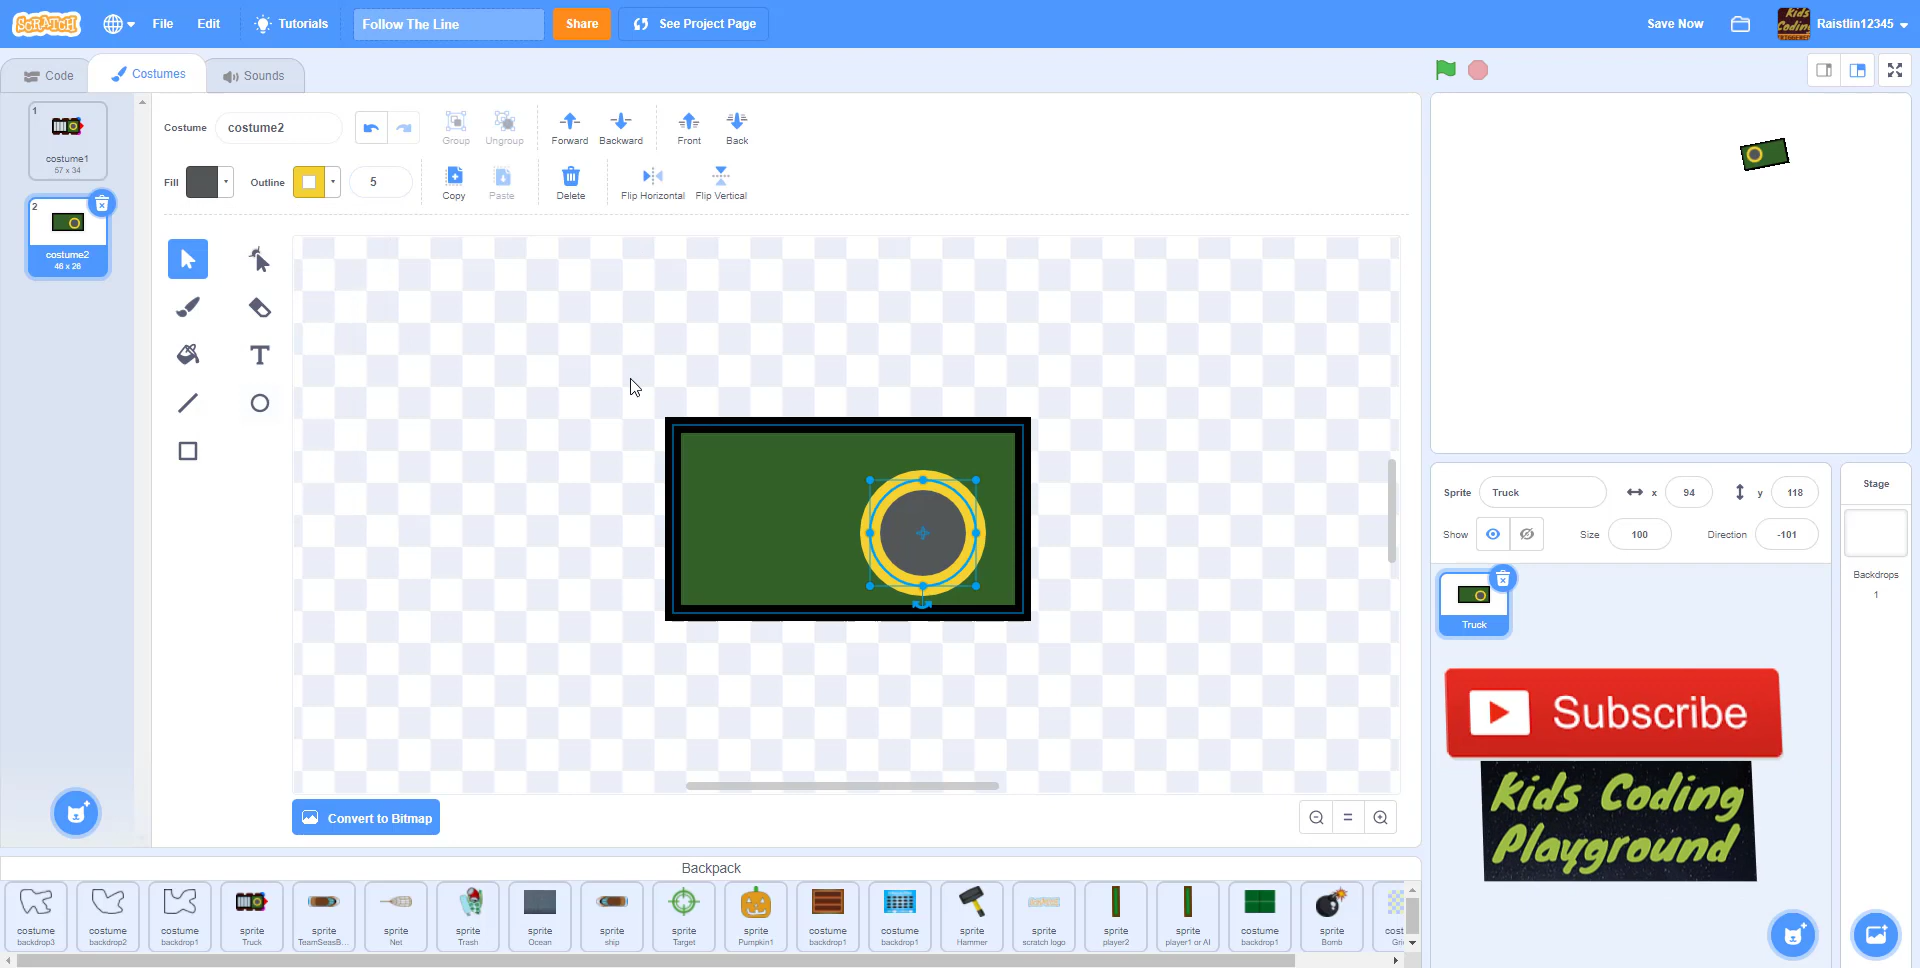 SCRATCH
File
Edit
Tutorials
Follow The Line
Share
See Project Page
Save Now
Raistlin12345
Code
Costumes
Sounds
1
costume1
57 x 34
2
costume2
46 x 26
Costume
costume2
Group
Ungroup
Forward
Backward
Front
Back
Fill
Outline
5
Copy
Paste
Delete
Flip Horizontal
Flip Vertical
Convert to Bitmap
Sprite
Truck
x
94
y
118
Show
Size
100
Direction
-101
Truck
Stage
Backdrops
1
Subscribe
Kids Coding
Playground
Backpack
costume
backdrop3
costume
backdrop2
costume
backdrop1
sprite
Truck
sprite
TeamSeasB...
sprite
Net
sprite
Trash
sprite
Ocean
sprite
ship
sprite
Target
sprite
Pumpkin1
costume
backdrop1
costume
backdrop1
sprite
Hammer
sprite
scratch logo
sprite
player2
sprite
player1 or AI
costume
backdrop1
sprite
Bomb